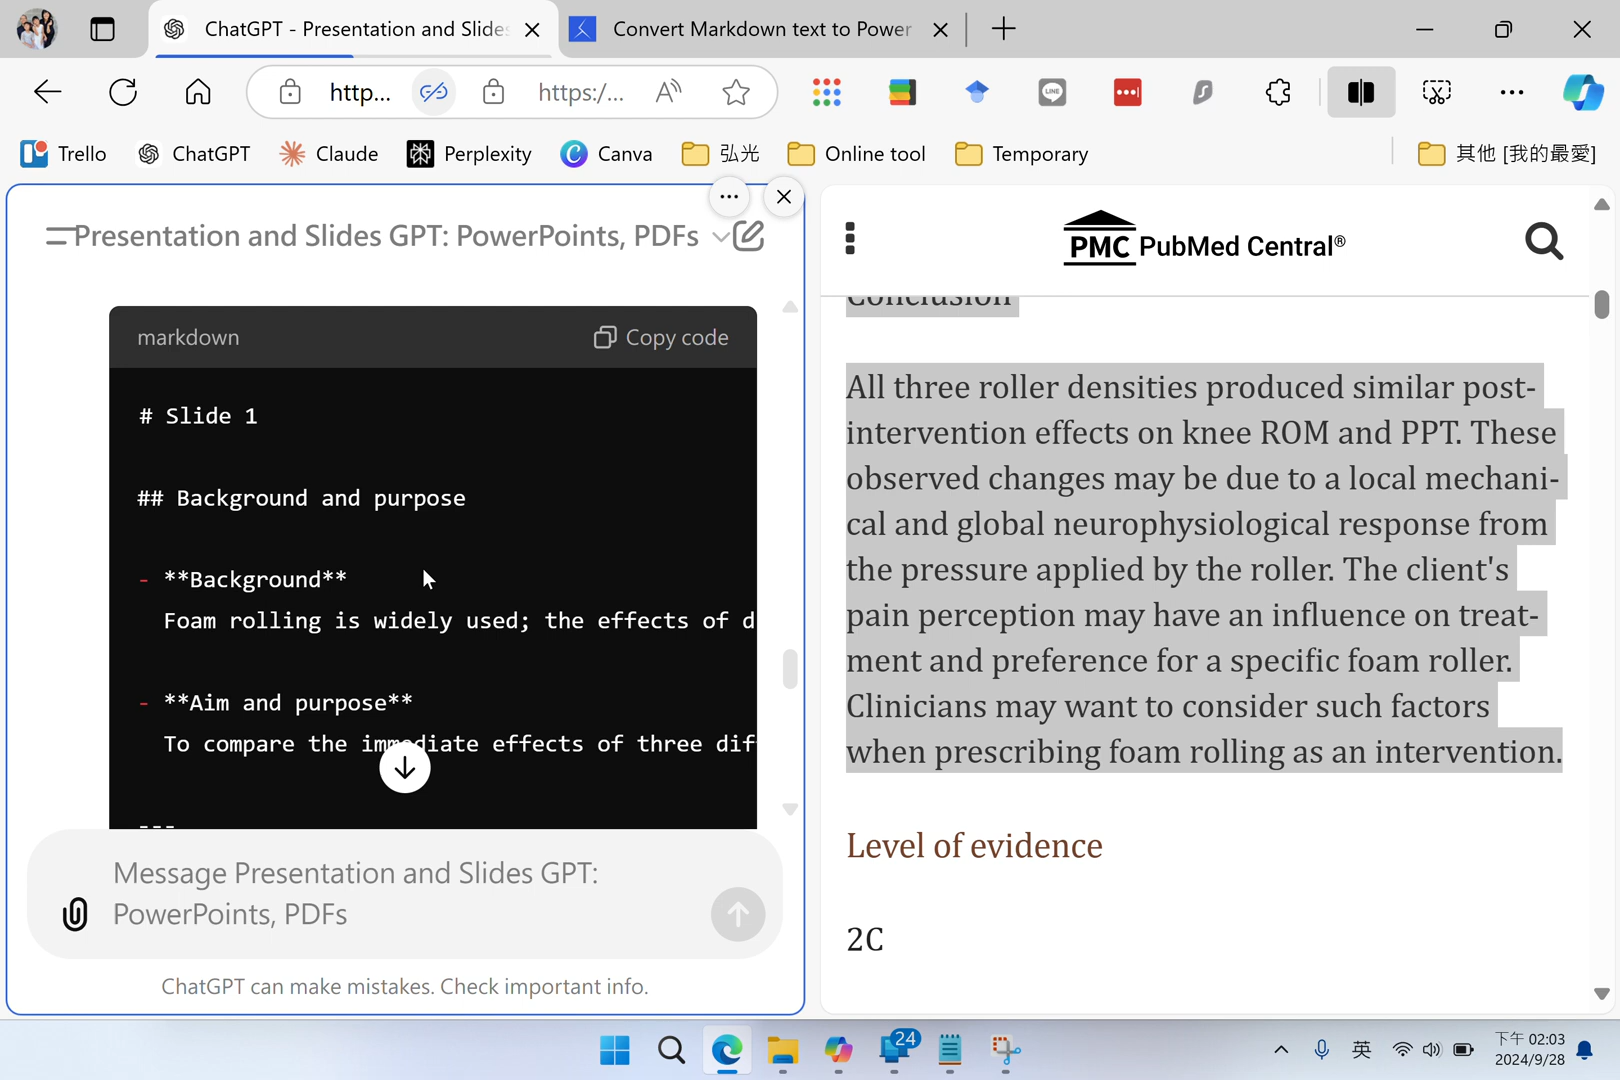 ChatGPT - Presentation and Slide
Convert Markdown text to Power
http...
https:/...
LINE
Trello
ChatGPT
Claude
Perplexity
Canva
弘光
Online tool
Temporary
其他 [我的最愛]
Presentation and Slides GPT: PowerPoints, PDFs
markdown
Copy code
# Slide 1
## Background and purpose
- **Background**
Foam rolling is widely used; the effects of d
- **Aim and purpose**
To compare the immediate effects of three dif
---
Message Presentation and Slides GPT:
PowerPoints, PDFs
ChatGPT can make mistakes. Check important info.
PMC PubMed Central®
Conclusion
All three roller densities produced similar post-
intervention effects on knee ROM and PPT. These
observed changes may be due to a local mechani-
cal and global neurophysiological response from
the pressure applied by the roller. The client's
pain perception may have an influence on treat-
ment and preference for a specific foam roller.
Clinicians may want to consider such factors
when prescribing foam rolling as an intervention.
Level of evidence
2C
24
英
下午 02:03
2024/9/28